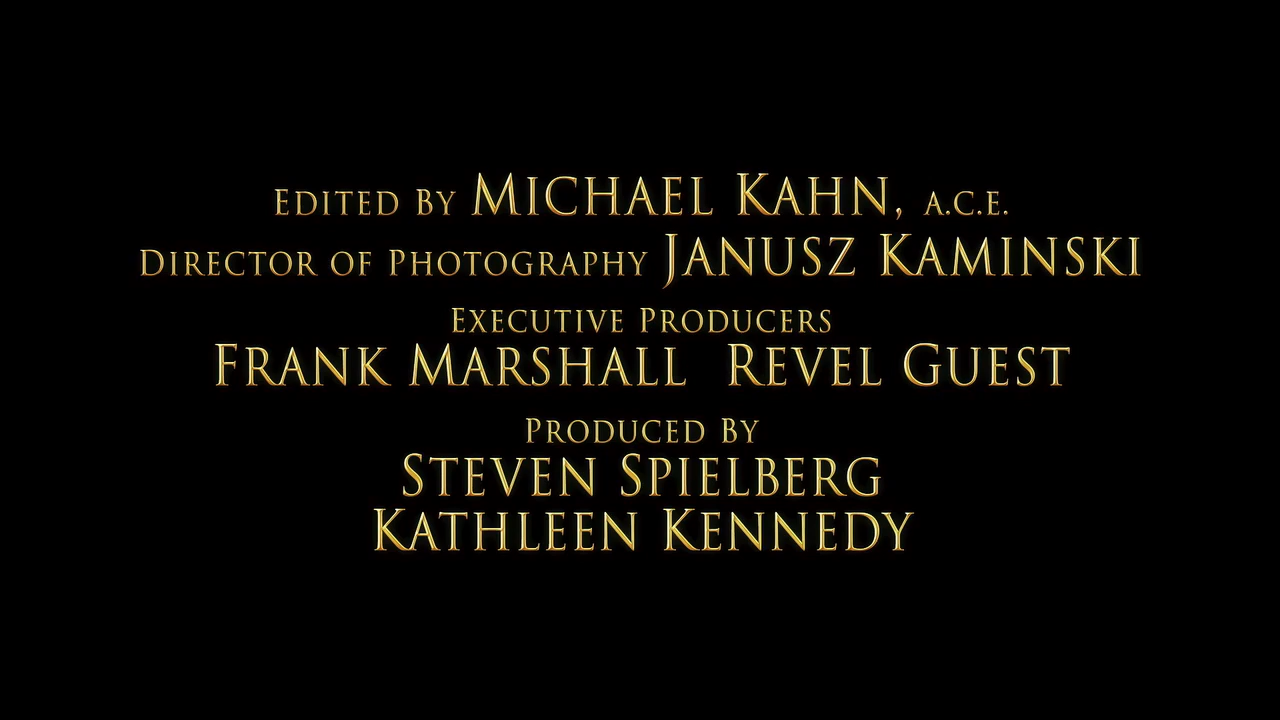 Edited By Michael Kahn, A.C.E.
Director of Photography Janusz Kaminski
Executive Producers
Frank Marshall Revel Guest
Produced By
Steven Spielberg
Kathleen Kennedy